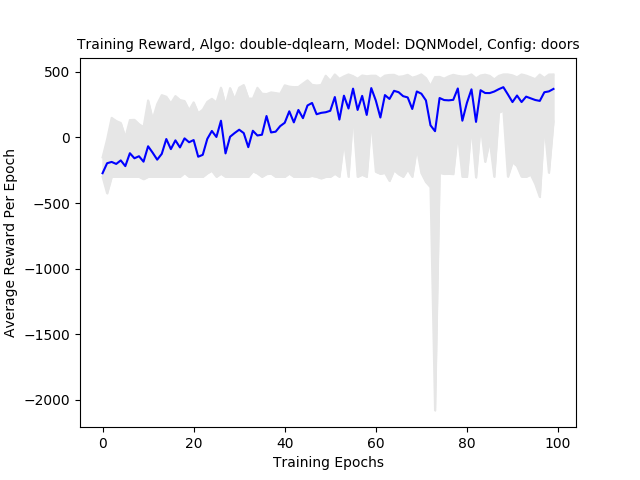 Training Reward, Algo: double-dqlearn, Model: DQNModel, Config: doors
500
0
−500
−1000
−1500
−2000
Average Reward Per Epoch
0 20 40 60 80 100
Training Epochs